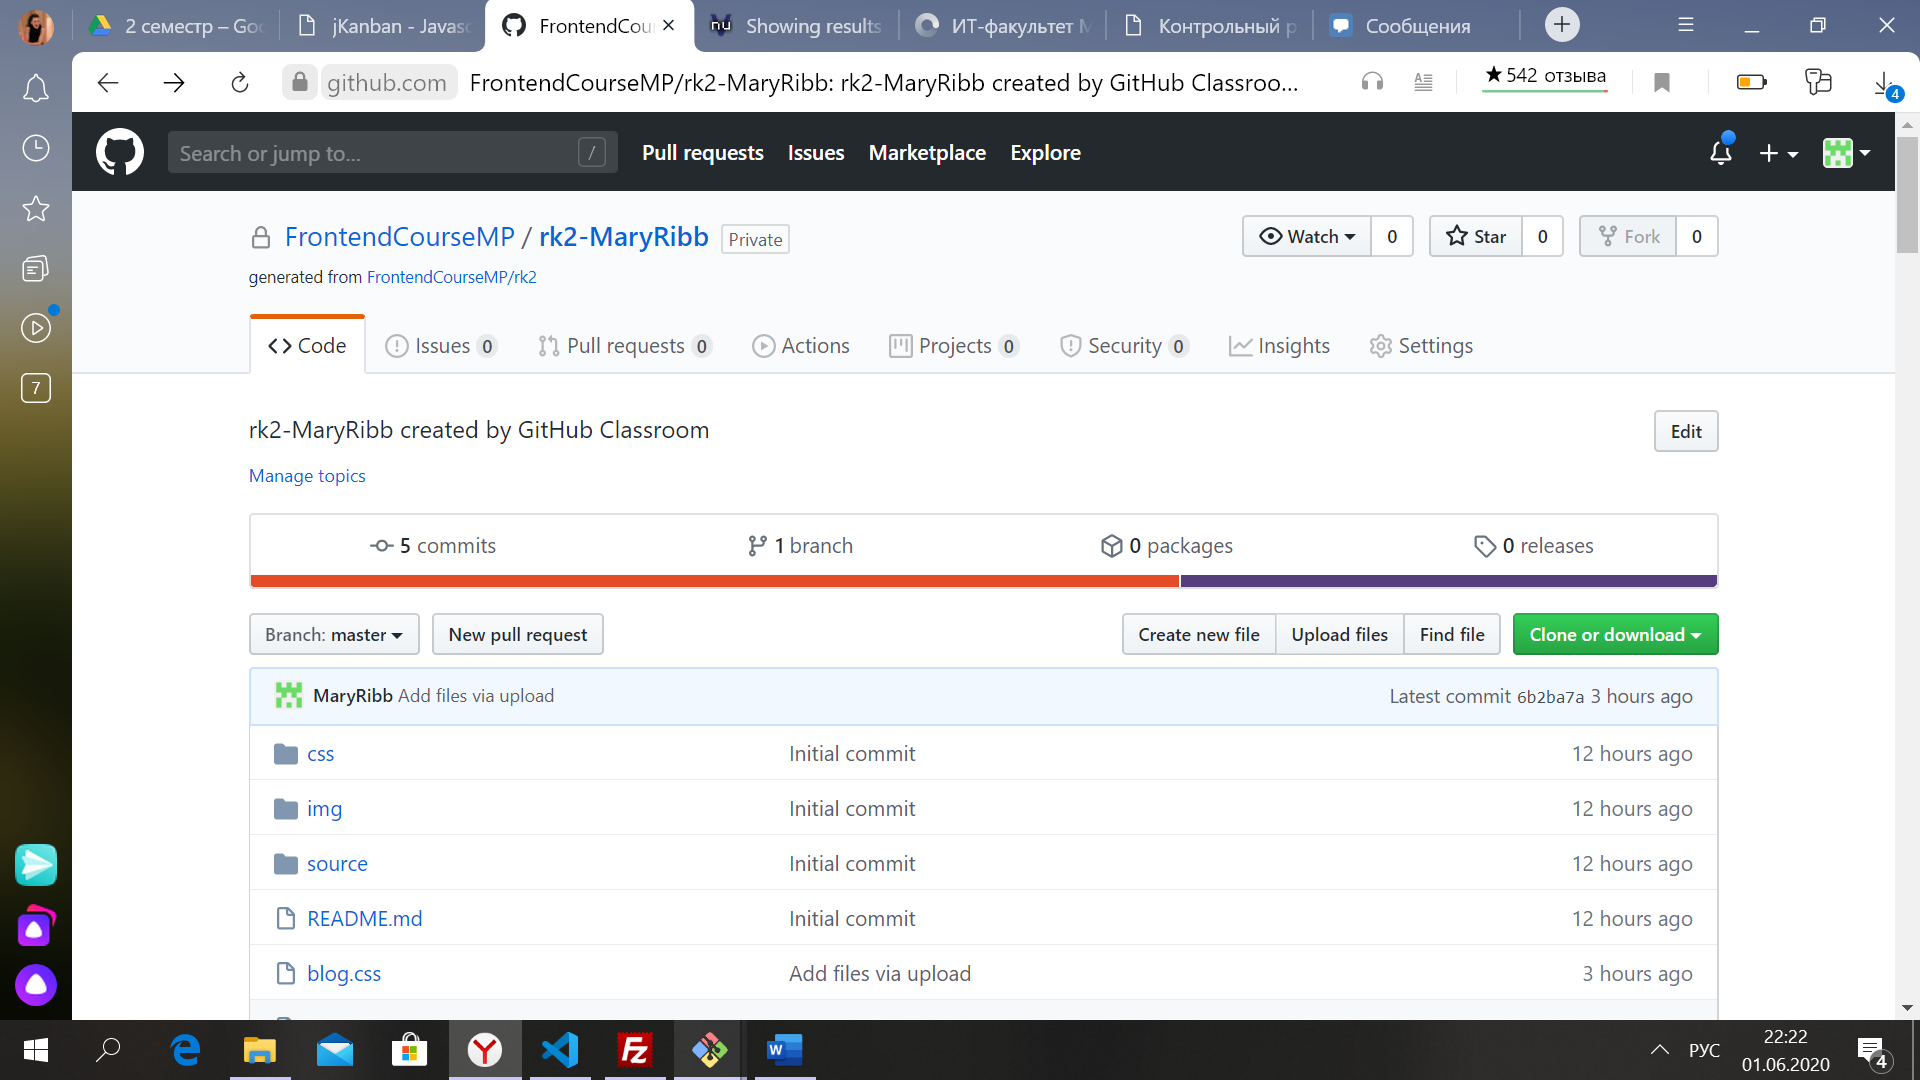 2 семестр – Goo
jKanban - Javasc
FrontendCou
Showing results
ИТ-факультет М
Контрольный р
Сообщения
github.com
FrontendCourseMP/rk2-MaryRibb: rk2-MaryRibb created by GitHub Classroo...
★542 отзыва
4
Search or jump to...
/
Pull requests
Issues
Marketplace
Explore
FrontendCourseMP / rk2-MaryRibb
Private
Watch
0
Star
0
Fork
0
generated from FrontendCourseMP/rk2
Code
Issues 0
Pull requests 0
Actions
Projects 0
Security 0
Insights
Settings
7
rk2-MaryRibb created by GitHub Classroom
Edit
Manage topics
5 commits
1 branch
0 packages
0 releases
Branch: master
New pull request
Create new file
Upload files
Find file
Clone or download
MaryRibb Add files via upload
Latest commit 6b2ba7a 3 hours ago
css
Initial commit
12 hours ago
img
Initial commit
12 hours ago
source
Initial commit
12 hours ago
README.md
Initial commit
12 hours ago
blog.css
Add files via upload
3 hours ago
РУС
22:22
01.06.2020
4